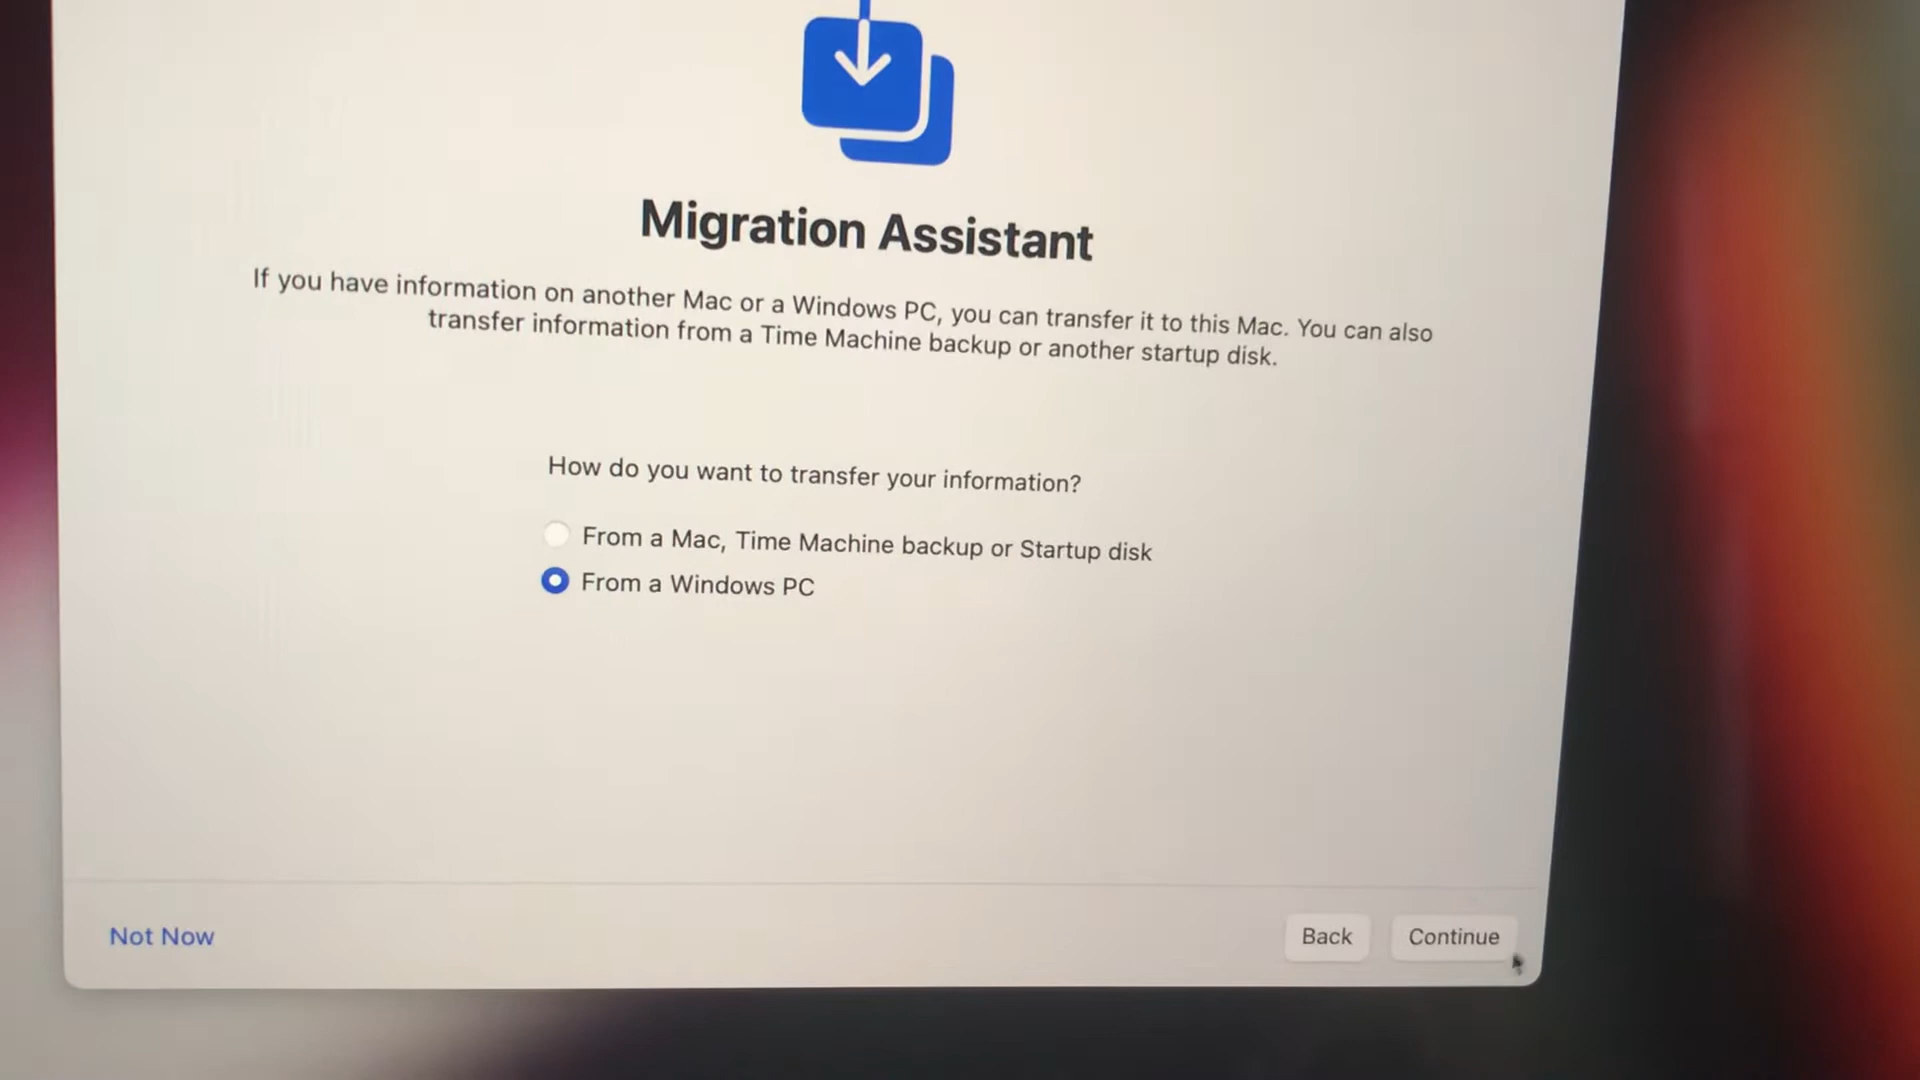 Migration Assistant
If you have information on another Mac or a Windows PC, you can transfer it to this Mac. You can also
transfer information from a Time Machine backup or another startup disk.
How do you want to transfer your information?
From a Mac, Time Machine backup or Startup disk
From a Windows PC
Not Now
Back
Continue